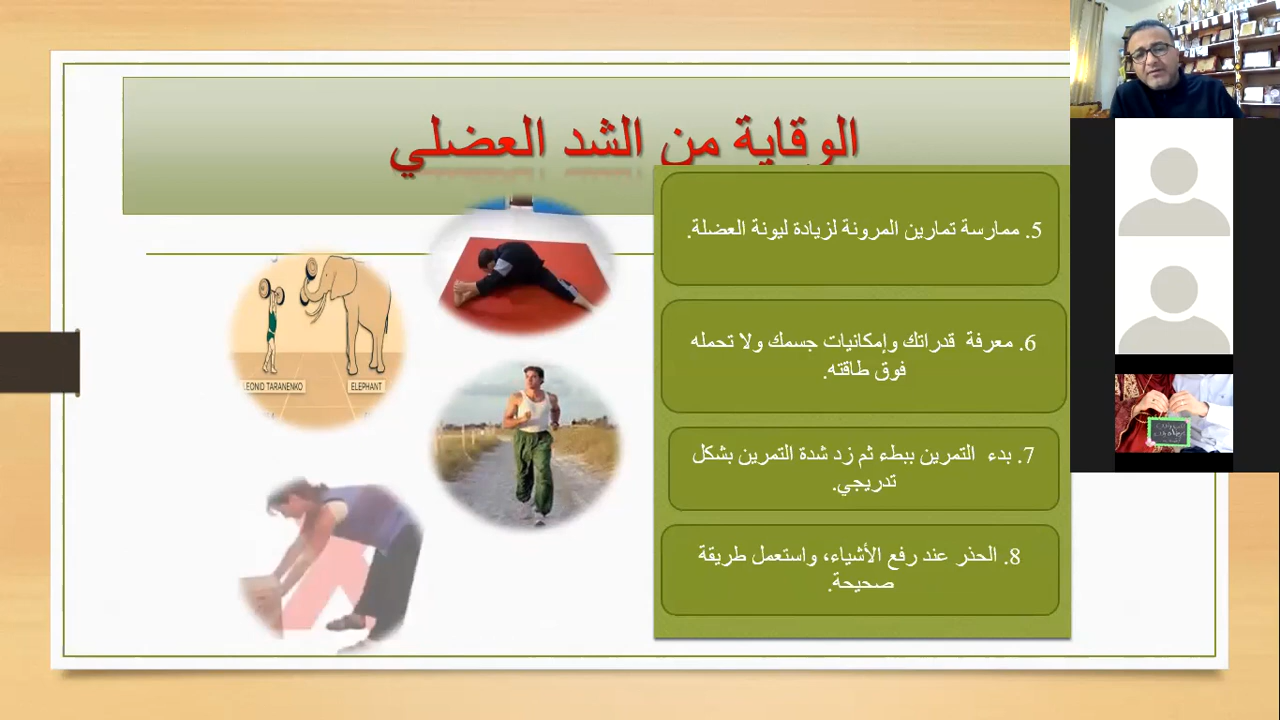 الوقاية من الشد العضلي
5. ممارسة تمارين المرونة لزيادة ليونة العضلة.
6. معرفة قدراتك وإمكانيات جسمك ولا تحمله
فوق طاقته.
7. بدء التمرين ببطء ثم زد شدة التمرين بشكل
تدريجي.
8. الحذر عند رفع الأشياء، واستعمل طريقة
صحيحة.
LEONID TARANENKO
ELEPHANT